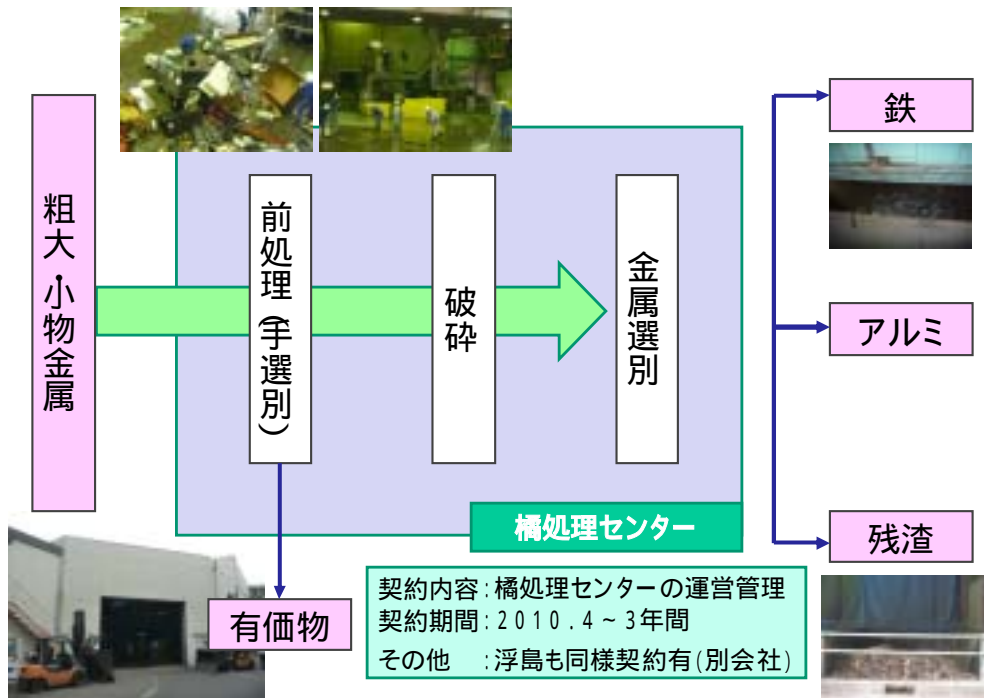 粗大・小物金属
前処理(手選別)
破砕
金属選別
橘処理センター
有価物
鉄
アルミ
残渣
契約内容:橘処理センターの運営管理
契約期間:2010.4~3年間
その他　:浮島も同様契約有(別会社)